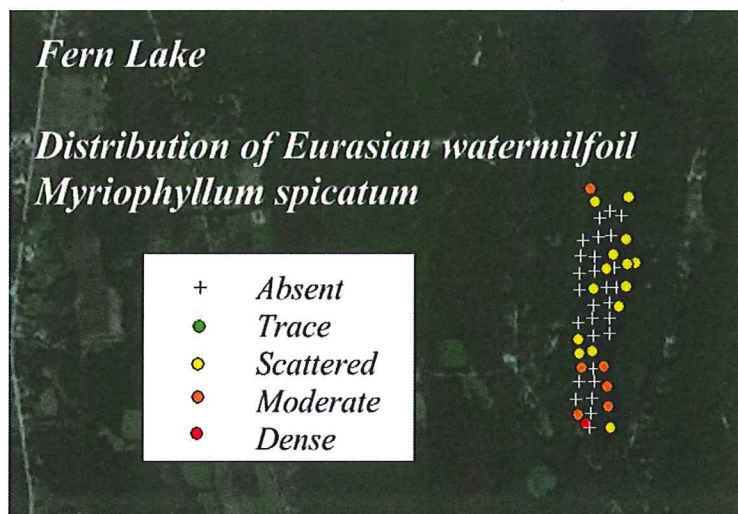 Fern Lake
Distribution of Eurasian watermilfoil
Myriophyllum spicatum
Absent
Trace
Scattered
Moderate
Dense